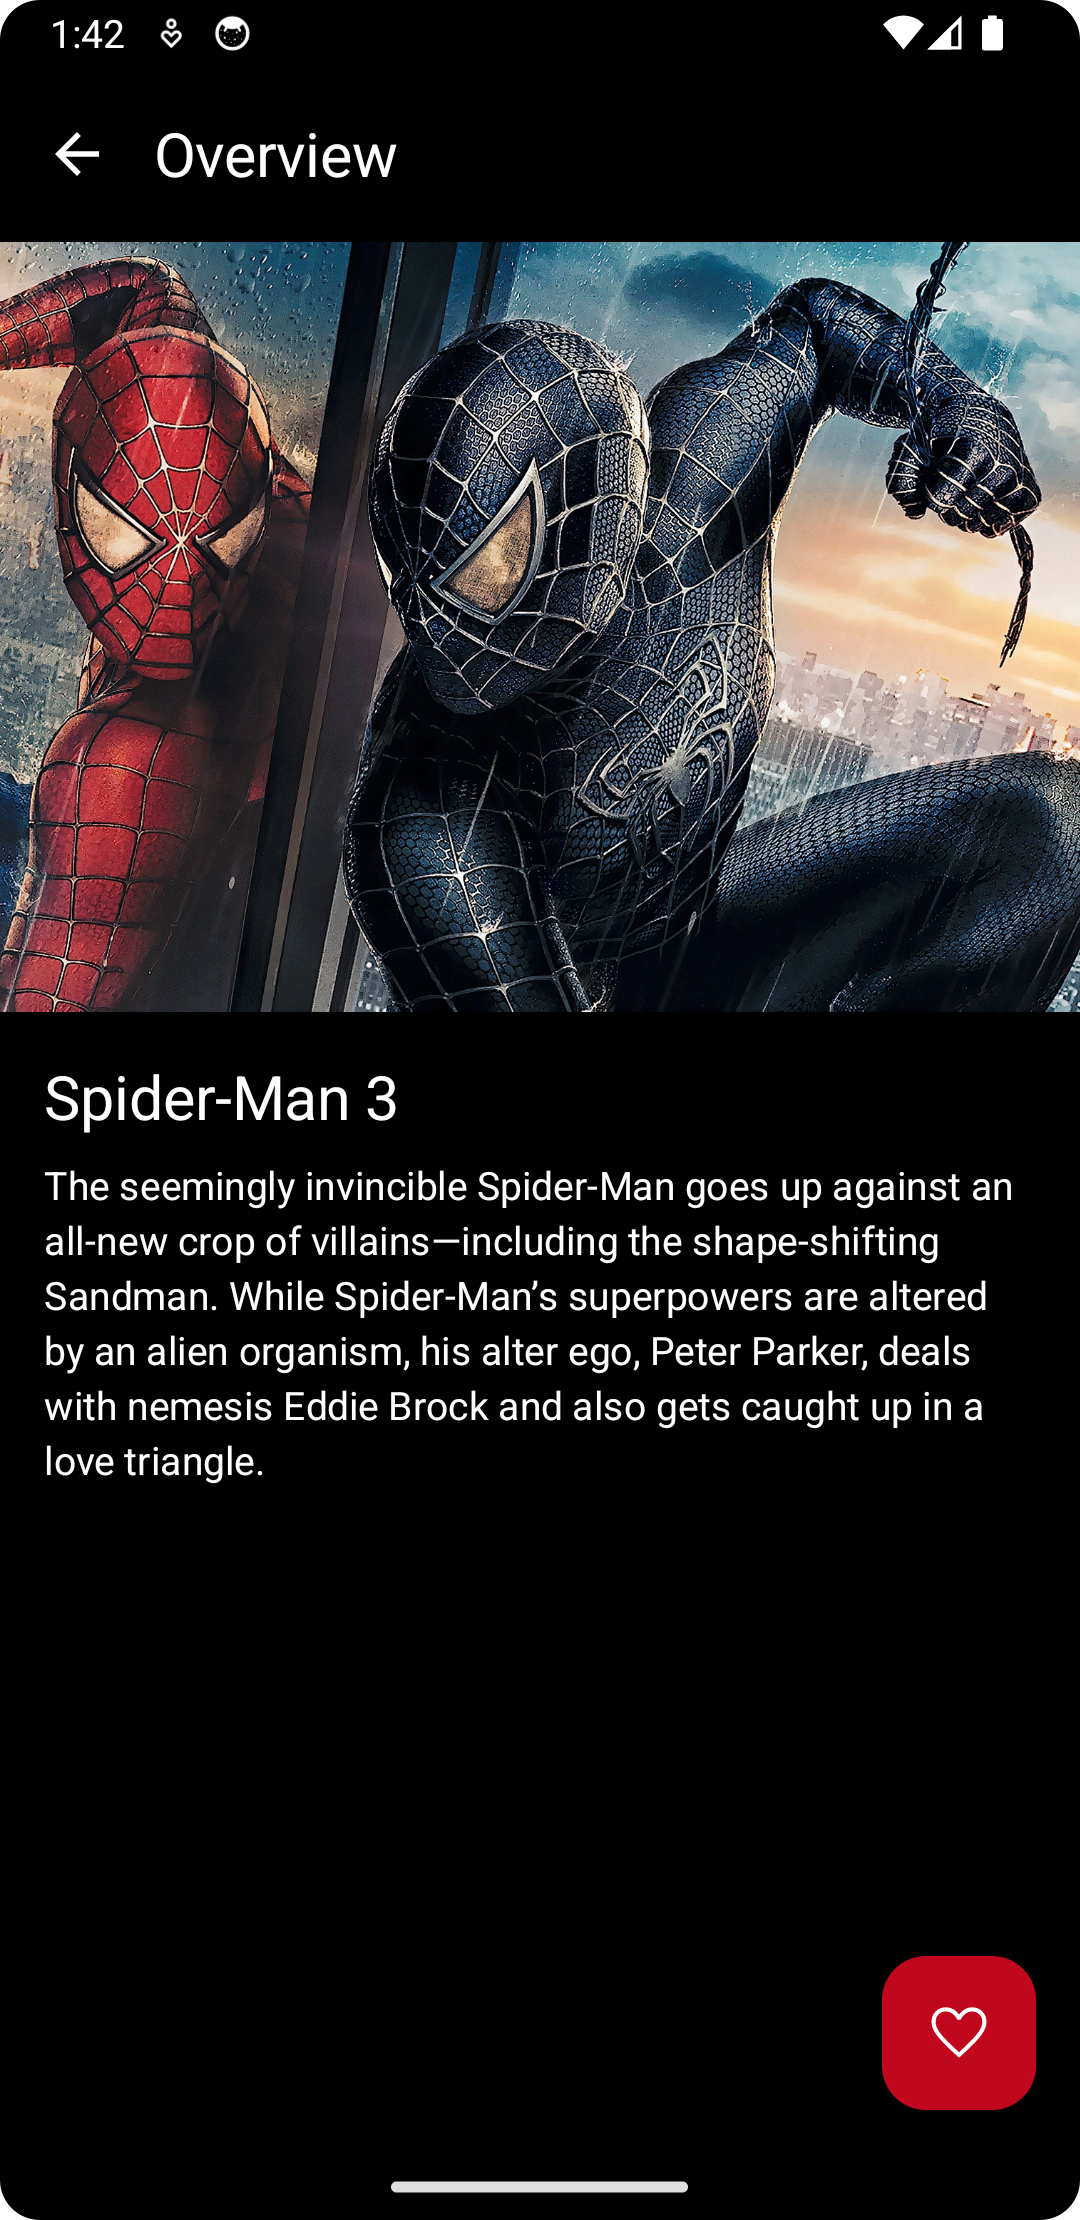 1:42
Overview
Spider-Man 3
The seemingly invincible Spider-Man goes up against an
all-new crop of villains—including the shape-shifting
Sandman. While Spider-Man’s superpowers are altered
by an alien organism, his alter ego, Peter Parker, deals
with nemesis Eddie Brock and also gets caught up in a
love triangle.